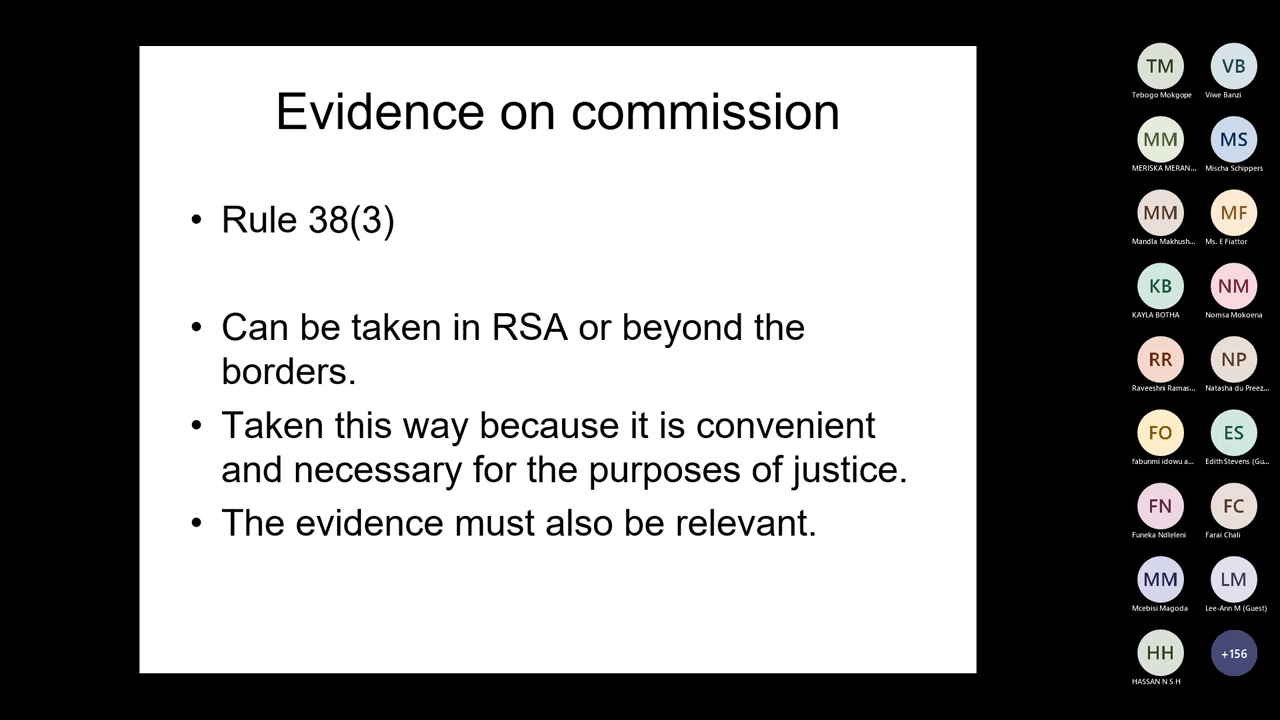 Evidence on commission
• Rule 38(3)
• Can be taken in RSA or beyond the
borders.
• Taken this way because it is convenient
and necessary for the purposes of justice.
• The evidence must also be relevant.
TM
Tebogo Mokgope
VB
Viwe Banzi
MM
MERISKA MERAN...
MS
Mischa Schippers
MM
Mandla Makhush...
MF
Ms. E Fiattor
KB
KAYLA BOTHA
NM
Nomsa Mokoena
RR
Raveeshni Ramas...
NP
Natasha du Preez...
FO
fabunmi idowu a...
ES
Edith Stevens (Gu...
FN
Funeka Ndleleni
FC
Farai Chali
MM
Mcebisi Magoda
LM
Lee-Ann M (Guest)
HH
HASSAN N S H
+156